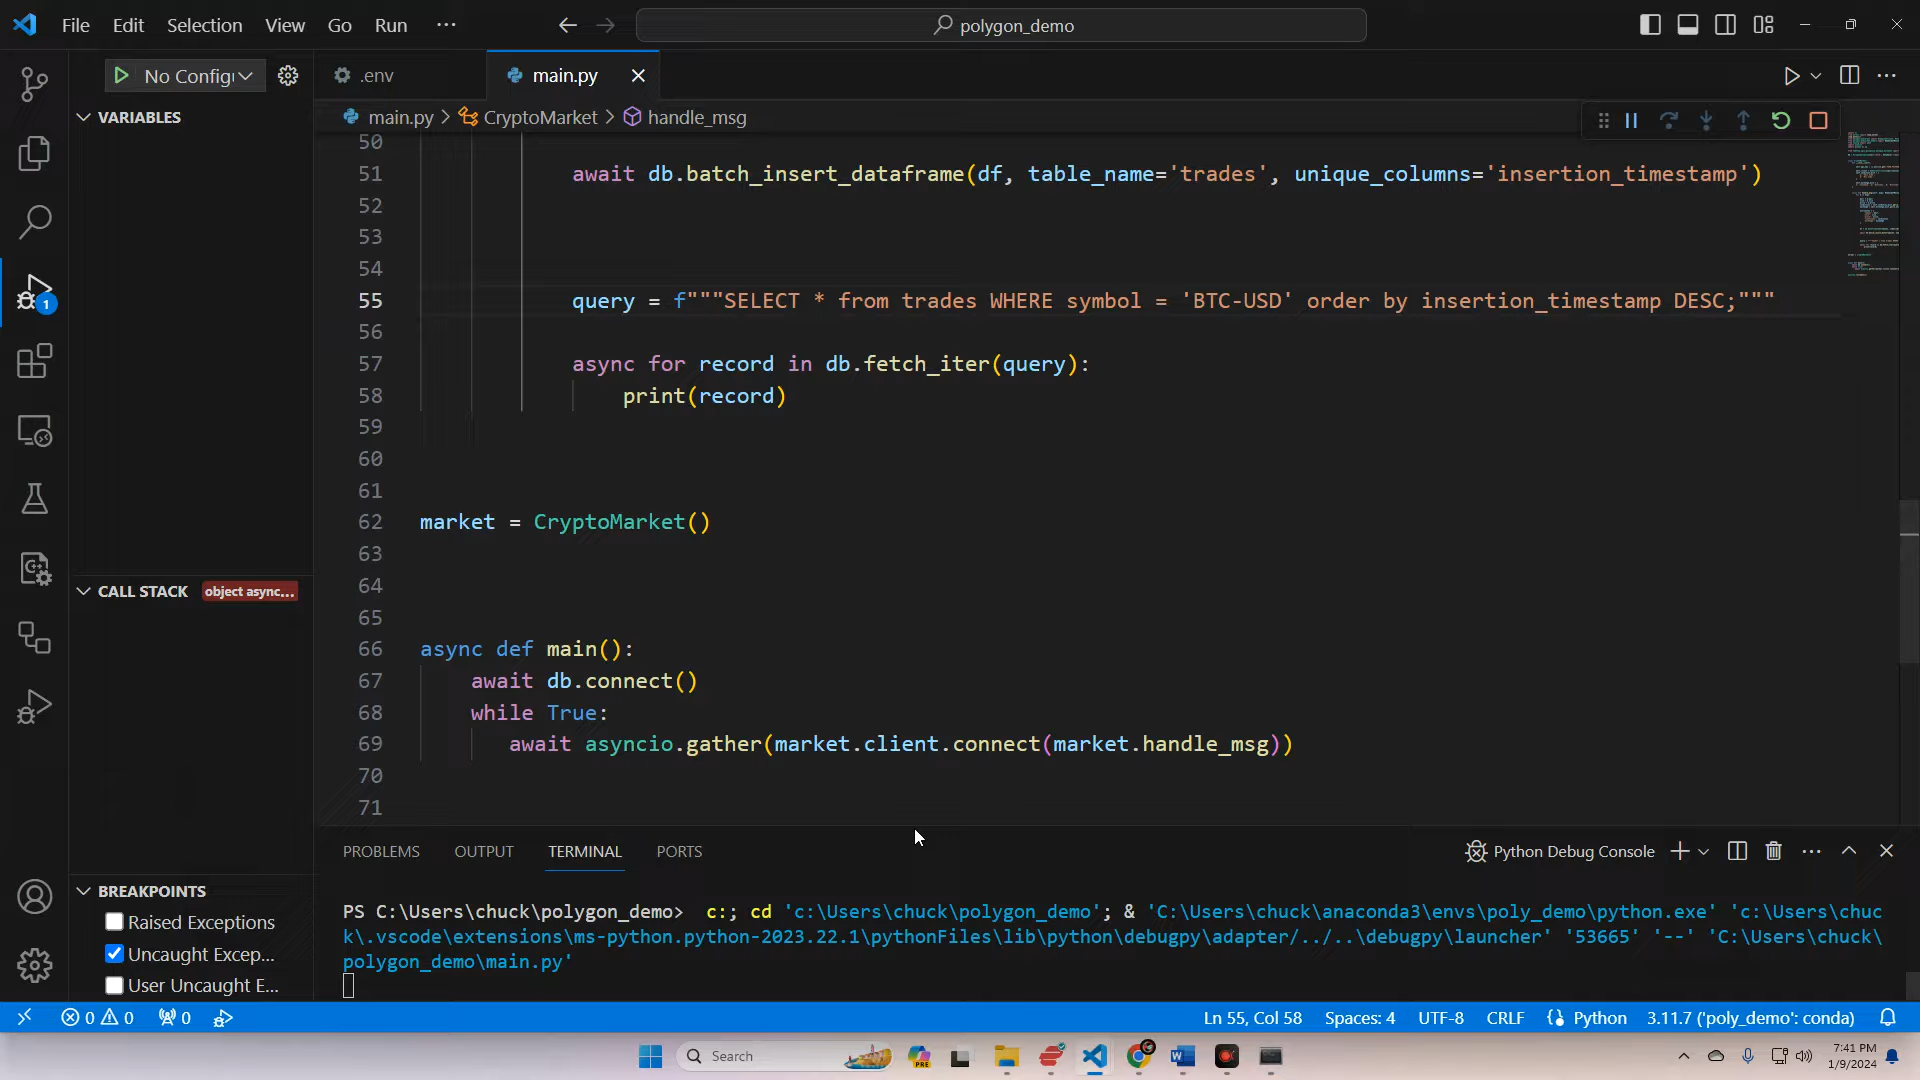 File Edit Selection View Go Run ··· polygon_demo
No Config
.env
main.py
VARIABLES
main.py > CryptoMarket > handle_msg
50
51 await db.batch_insert_dataframe(df, table_name='trades', unique_columns='insertion_timestamp')
52
53
54
55 query = f"""SELECT * from trades WHERE symbol = 'BTC-USD' order by insertion_timestamp DESC;"""
56
57 async for record in db.fetch_iter(query):
58 print(record)
59
60
61
62 market = CryptoMarket()
63
64
65
66 async def main():
67 await db.connect()
68 while True:
69 await asyncio.gather(market.client.connect(market.handle_msg))
70
71
1
CALL STACK object async...
BREAKPOINTS
Raised Exceptions
Uncaught Excep...
User Uncaught E...
PROBLEMS OUTPUT TERMINAL PORTS Python Debug Console
PS C:\Users\chuck\polygon_demo>  c:; cd 'c:\Users\chuck\polygon_demo'; & 'C:\Users\chuck\anaconda3\envs\poly_demo\python.exe' 'c:\Users\chuc
k\.vscode\extensions\ms-python.python-2023.22.1\pythonFiles\lib\python\debugpy\adapter/../..\debugpy\launcher' '53665' '--' 'C:\Users\chuck\
polygon_demo\main.py'
0 0 0 Ln 55, Col 58 Spaces: 4 UTF-8 CRLF Python 3.11.7 ('poly_demo': conda)
Search PRE 7:41 PM
1/9/2024